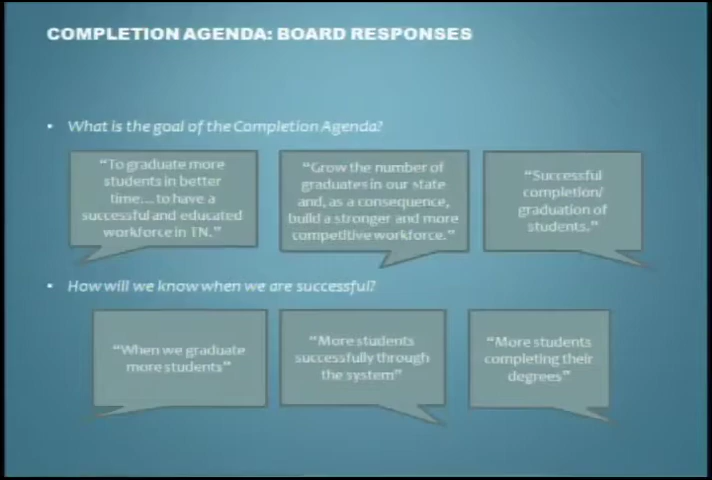 COMPLETION AGENDA: BOARD RESPONSES
• What is the goal of the Completion Agenda?
“To graduate more
students in better
time... to have a
successful and educated
workforce in TN.”
“Grow the number of
graduates in our state
and, as a consequence,
build a stronger and more
competitive workforce.”
“Successful
completion/
graduation of
students.”
• How will we know when we are successful?
“When we graduate
more students”
“More students
successfully through
the system”
“More students
completing their
degrees”